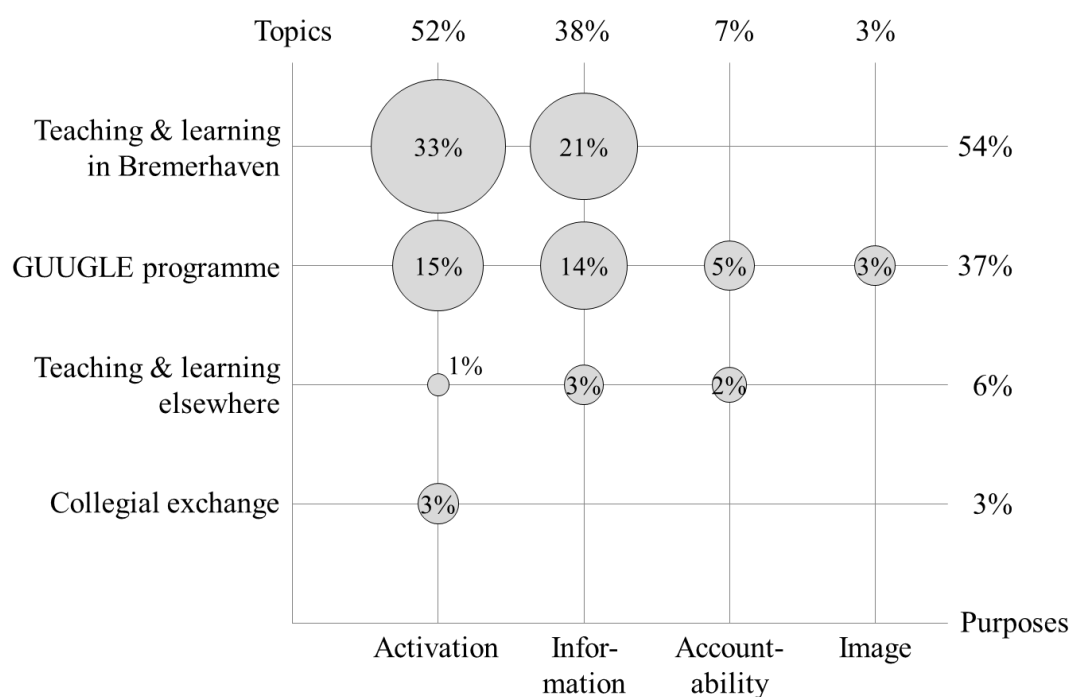 Topics 52% 38% 7% 3%
Teaching & learning
in Bremerhaven 33% 21% 54%
GUUGLE programme 15% 14% 5% 3% 37%
Teaching & learning
elsewhere 1% 3% 2% 6%
Collegial exchange 3% 3%
Purposes
Activation Infor- Account- Image
mation ability